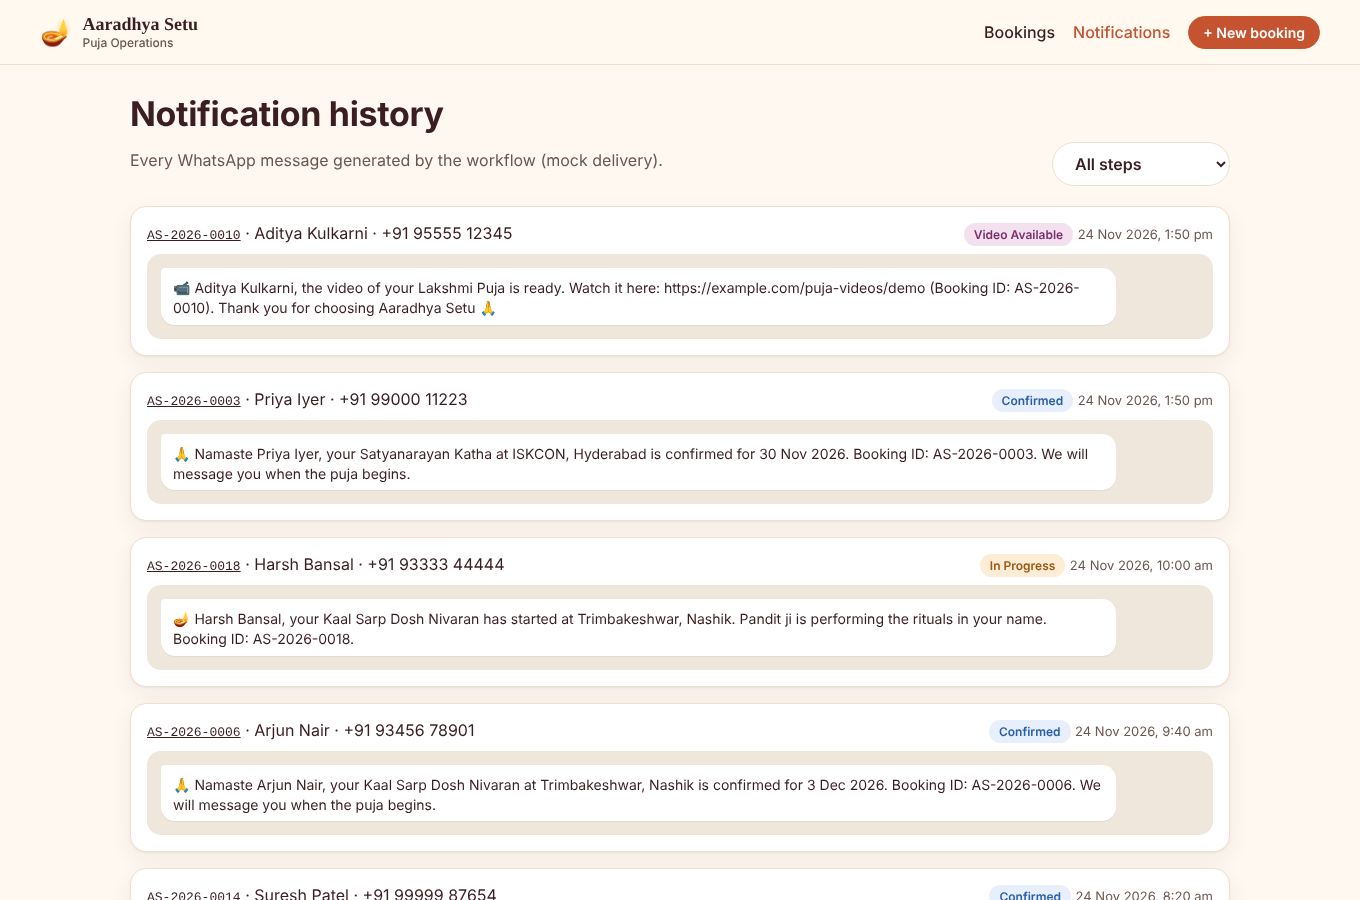 🪔 Aaradhya Setu
Puja Operations
Bookings Notifications + New booking
Notification history
Every WhatsApp message generated by the workflow (mock delivery).
All steps
AS-2026-0010 · Aditya Kulkarni · +91 95555 12345 Video Available 24 Nov 2026, 1:50 pm
📹 Aditya Kulkarni, the video of your Lakshmi Puja is ready. Watch it here: https://example.com/puja-videos/demo (Booking ID: AS-2026-
0010). Thank you for choosing Aaradhya Setu 🙏
AS-2026-0003 · Priya Iyer · +91 99000 11223 Confirmed 24 Nov 2026, 1:50 pm
🙏 Namaste Priya Iyer, your Satyanarayan Katha at ISKCON, Hyderabad is confirmed for 30 Nov 2026. Booking ID: AS-2026-0003. We will
message you when the puja begins.
AS-2026-0018 · Harsh Bansal · +91 93333 44444 In Progress 24 Nov 2026, 10:00 am
🪔 Harsh Bansal, your Kaal Sarp Dosh Nivaran has started at Trimbakeshwar, Nashik. Pandit ji is performing the rituals in your name.
Booking ID: AS-2026-0018.
AS-2026-0006 · Arjun Nair · +91 93456 78901 Confirmed 24 Nov 2026, 9:40 am
🙏 Namaste Arjun Nair, your Kaal Sarp Dosh Nivaran at Trimbakeshwar, Nashik is confirmed for 3 Dec 2026. Booking ID: AS-2026-0006. We
will message you when the puja begins.
AS-2026-0014 · Suresh Patel · +91 99999 87654 Confirmed 24 Nov 2026, 8:20 am